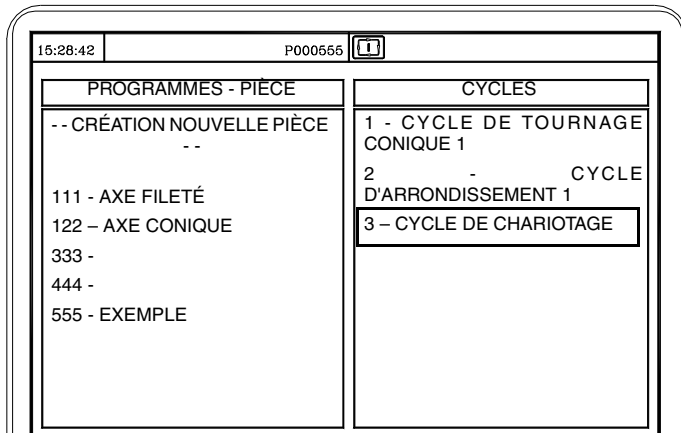 15:28:42
P000555
PROGRAMMES - PIÈCE
- - CRÉATION NOUVELLE PIÈCE
- -
111 - AXE FILETÉ
122 – AXE CONIQUE
333 -
444 -
555 - EXEMPLE
CYCLES
1 - CYCLE DE TOURNAGE
CONIQUE 1
2 - CYCLE
D'ARRONDISSEMENT 1
3 – CYCLE DE CHARIOTAGE